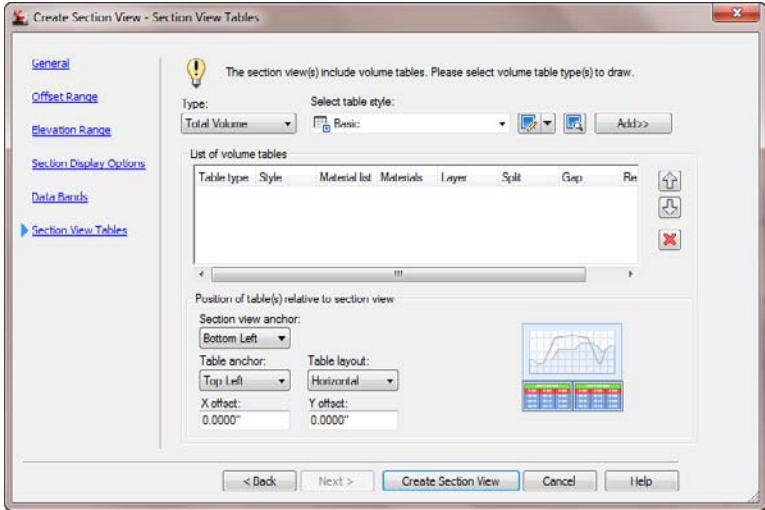 Create Section View - Section View Tables
General
Offset Range
Elevation Range
Section Display Options
Data Bands
Section View Tables
The section view(s) include volume tables. Please select volume table type(s) to draw.
Type:
Select table style:
Total Volume
Basic
Add>>
List of volume tables
Table type Style Material list Materials Layer Split Gap Re
Position of table(s) relative to section view
Section view anchor:
Bottom Left
Table anchor:
Table layout:
Top Left
Horizontal
X offset:
Y offset:
0.0000"
0.0000"
< Back
Next >
Create Section View
Cancel
Help